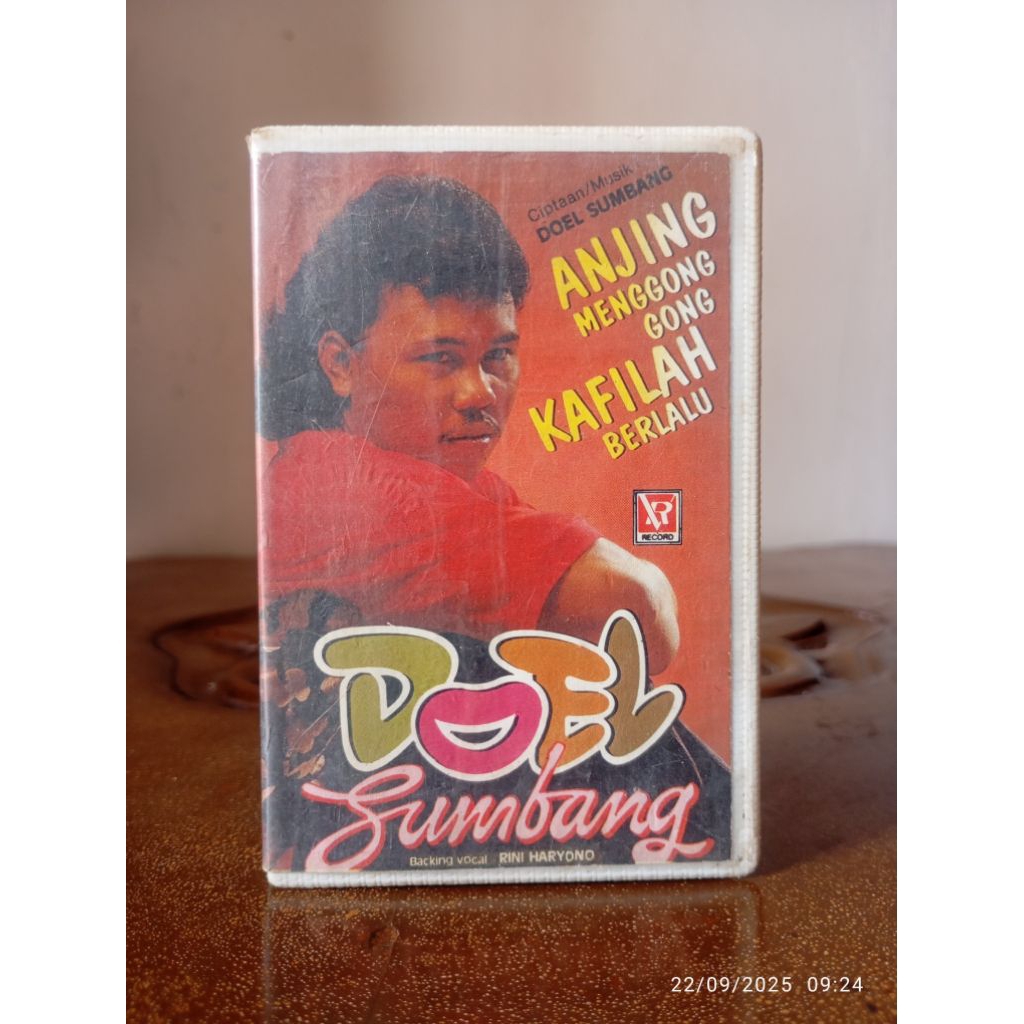 Ciptaan/Musik
DOEL SUMBANG
ANJING
MENGGONG
GONG
KAFILAH
BERLALU
VR
RECORD
DOEL
Sumbang
Backing vocal RINI HARYONO
22/09/2025 09:24